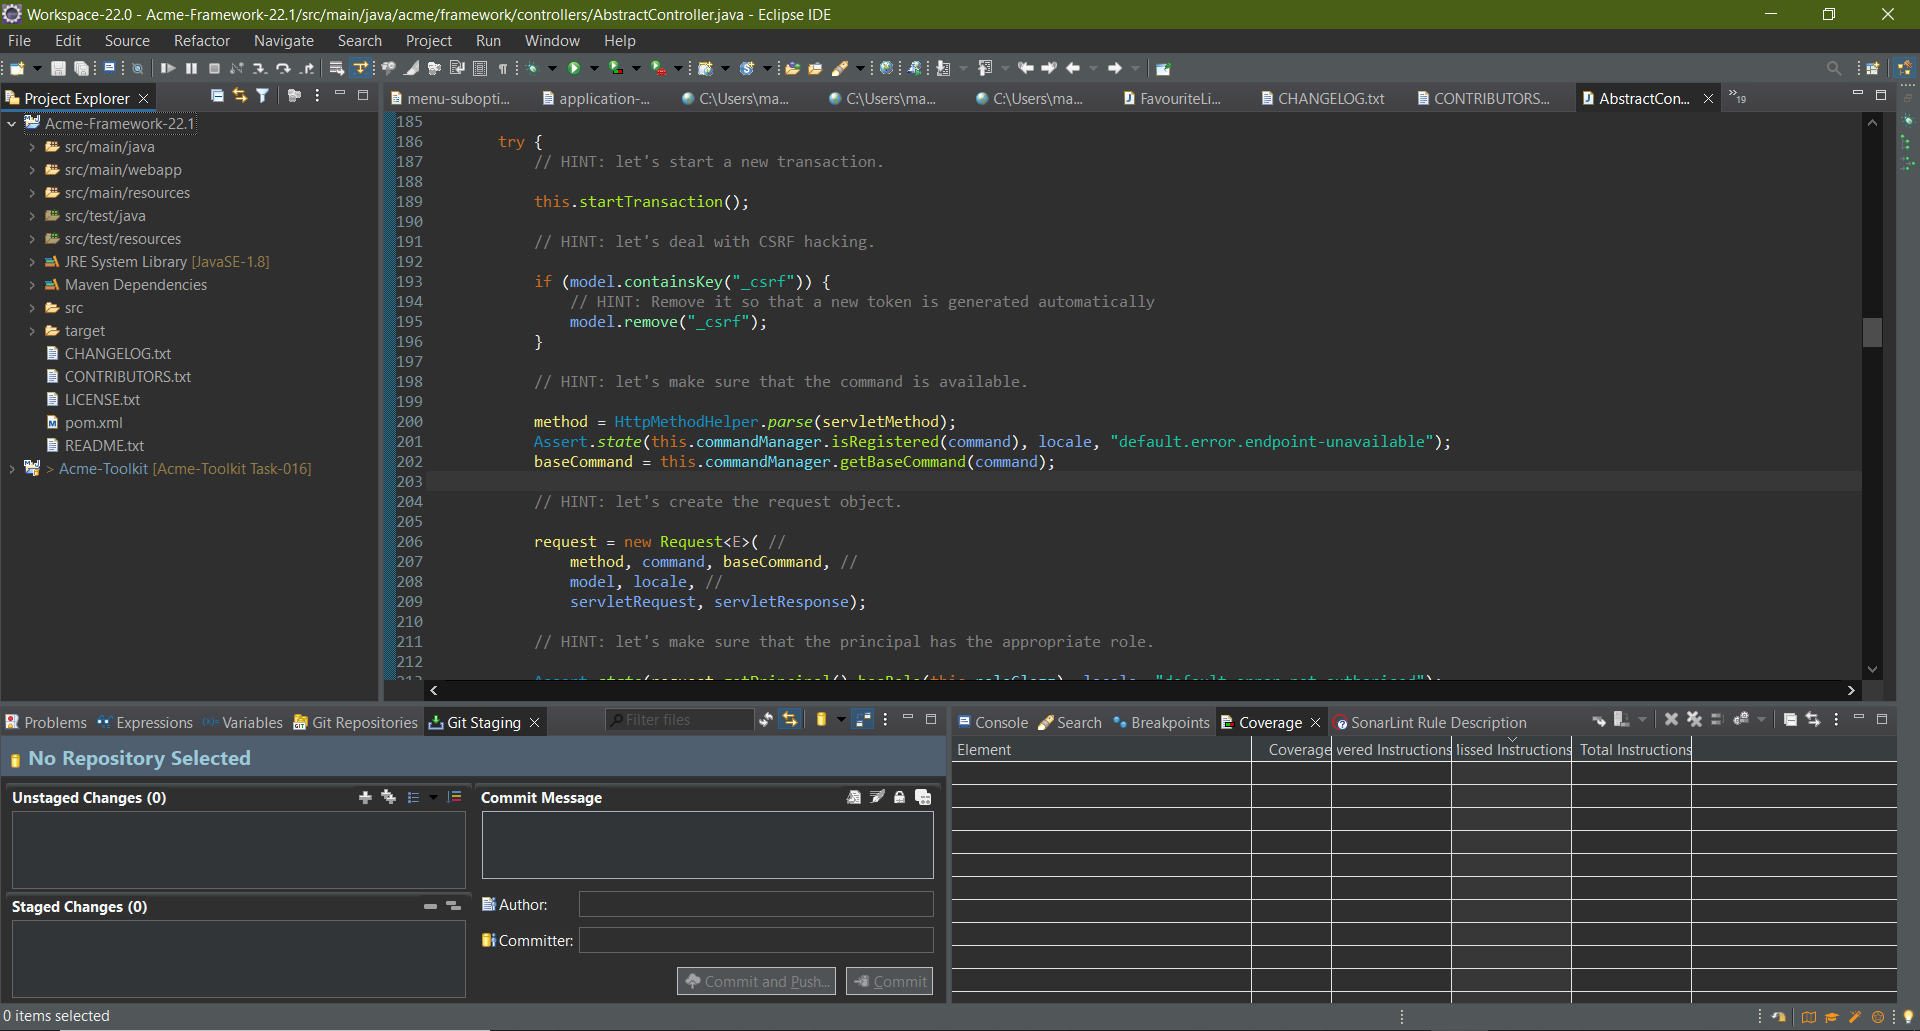 Workspace-22.0 - Acme-Framework-22.1/src/main/java/acme/framework/controllers/AbstractController.java - Eclipse IDE
File Edit Source Refactor Navigate Search Project Run Window Help
Project Explorer
menu-subopti... application-... C:\Users\ma... C:\Users\ma... C:\Users\ma... FavouriteLi... CHANGELOG.txt CONTRIBUTORS... AbstractCon... »19
Acme-Framework-22.1
src/main/java
src/main/webapp
src/main/resources
src/test/java
src/test/resources
JRE System Library [JavaSE-1.8]
Maven Dependencies
src
target
CHANGELOG.txt
CONTRIBUTORS.txt
LICENSE.txt
pom.xml
README.txt
> Acme-Toolkit [Acme-Toolkit Task-016]
185
186 try {
187 // HINT: let's start a new transaction.
188
189 this.startTransaction();
190
191 // HINT: let's deal with CSRF hacking.
192
193 if (model.containsKey("_csrf")) {
194 // HINT: Remove it so that a new token is generated automatically
195 model.remove("_csrf");
196 }
197
198 // HINT: let's make sure that the command is available.
199
200 method = HttpMethodHelper.parse(servletMethod);
201 Assert.state(this.commandManager.isRegistered(command), locale, "default.error.endpoint-unavailable");
202 baseCommand = this.commandManager.getBaseCommand(command);
203
204 // HINT: let's create the request object.
205
206 request = new Request<E>( //
207 method, command, baseCommand, //
208 model, locale, //
209 servletRequest, servletResponse);
210
211 // HINT: let's make sure that the principal has the appropriate role.
212
Problems Expressions Variables Git Repositories Git Staging
Filter files
No Repository Selected
Unstaged Changes (0)
Staged Changes (0)
Commit Message
Author:
Committer:
Commit and Push...
Commit
Console Search Breakpoints Coverage SonarLint Rule Description
Element Coverage vered Instructions lissed Instructions Total Instructions
0 items selected